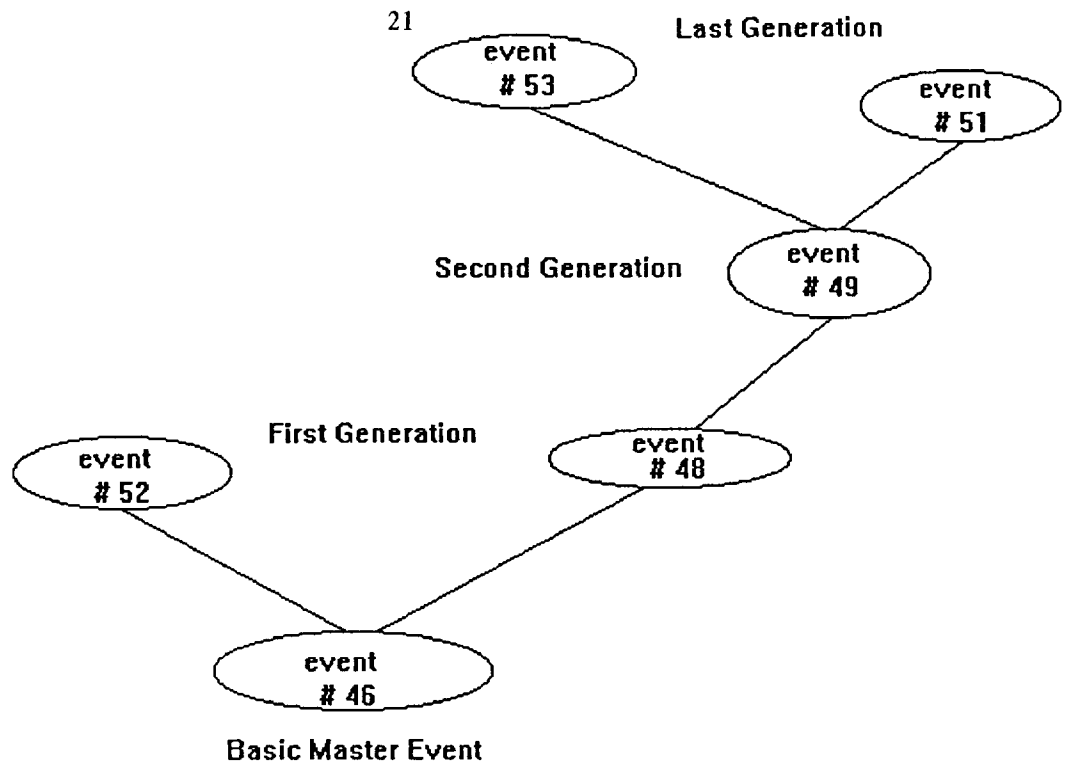 21
Last Generation
event
# 53
event
# 51
Second Generation
event
# 49
First Generation
event
# 48
event
# 52
event
# 46
Basic Master Event